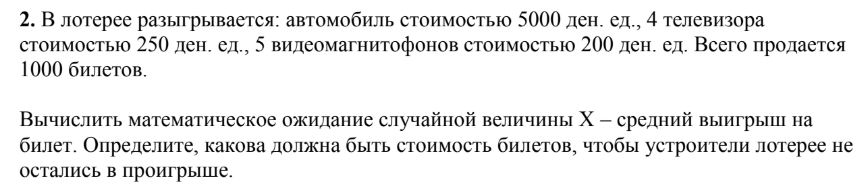 2. В лотерее разыгрывается: автомобиль стоимостью 5000 ден. ед., 4 телевизора
стоимостью 250 ден. ед., 5 видеомагнитофонов стоимостью 200 ден. ед. Всего продается
1000 билетов.
Вычислить математическое ожидание случайной величины X – средний выигрыш на
билет. Определите, какова должна быть стоимость билетов, чтобы устроители лотерее не
остались в проигрыше.